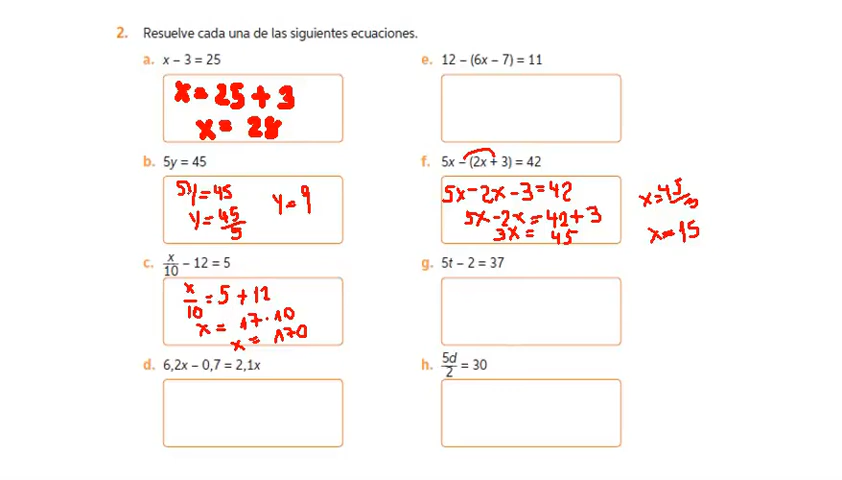 2. Resuelve cada una de las siguientes ecuaciones.
a. x – 3 = 25
x = 25 + 3
x = 28
b. 5y = 45
5y = 45
y = 45/5
y = 9
c. x/10 – 12 = 5
x/10 = 5 + 12
x = 17 · 10
x = 170
d. 6,2x – 0,7 = 2,1x
e. 12 – (6x – 7) = 11
f. 5x – (2x + 3) = 42
5x – 2x – 3 = 42
5x – 2x = 42 + 3
3x = 45
x = 45/3
x = 15
g. 5t – 2 = 37
h. 5d/2 = 30